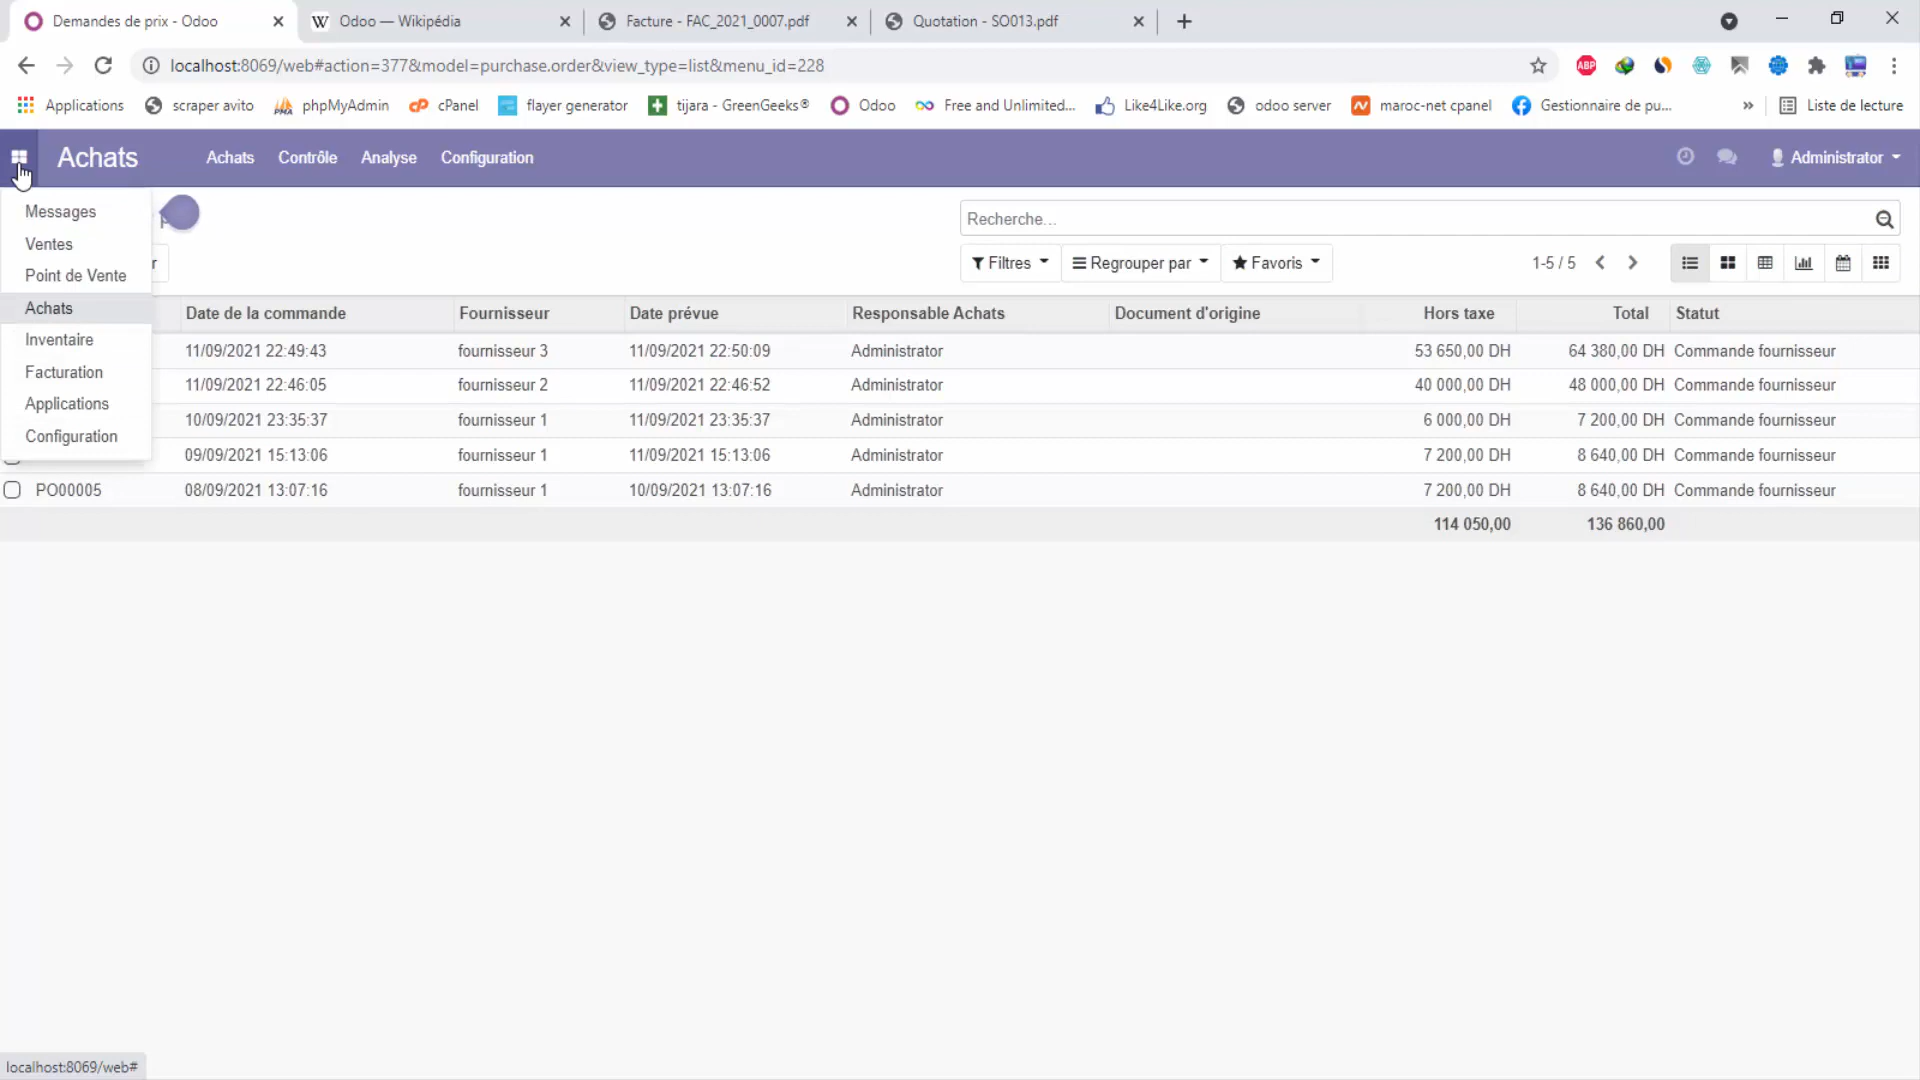 Demandes de prix - Odoo
Odoo — Wikipédia
Facture - FAC_2021_0007.pdf
Quotation - SO013.pdf
localhost:8069/web#action=377&model=purchase.order&view_type=list&menu_id=228
ABP
Applications
scraper avito
phpMyAdmin
cPanel
flayer generator
tijara - GreenGeeks®
Odoo
Free and Unlimited...
Like4Like.org
odoo server
maroc-net cpanel
Gestionnaire de pu...
»
Liste de lecture
Achats
Achats
Contrôle
Analyse
Configuration
Administrator
Messages
Ventes
Point de Vente
Achats
Inventaire
Facturation
Applications
Configuration
Recherche...
Filtres
Regrouper par
Favoris
1-5 / 5
Date de la commande Fournisseur Date prévue Responsable Achats Document d'origine Hors taxe Total Statut
11/09/2021 22:49:43 fournisseur 3 11/09/2021 22:50:09 Administrator 53 650,00 DH 64 380,00 DH Commande fournisseur
11/09/2021 22:46:05 fournisseur 2 11/09/2021 22:46:52 Administrator 40 000,00 DH 48 000,00 DH Commande fournisseur
10/09/2021 23:35:37 fournisseur 1 11/09/2021 23:35:37 Administrator 6 000,00 DH 7 200,00 DH Commande fournisseur
09/09/2021 15:13:06 fournisseur 1 11/09/2021 15:13:06 Administrator 7 200,00 DH 8 640,00 DH Commande fournisseur
PO00005 08/09/2021 13:07:16 fournisseur 1 10/09/2021 13:07:16 Administrator 7 200,00 DH 8 640,00 DH Commande fournisseur
114 050,00 136 860,00
localhost:8069/web#